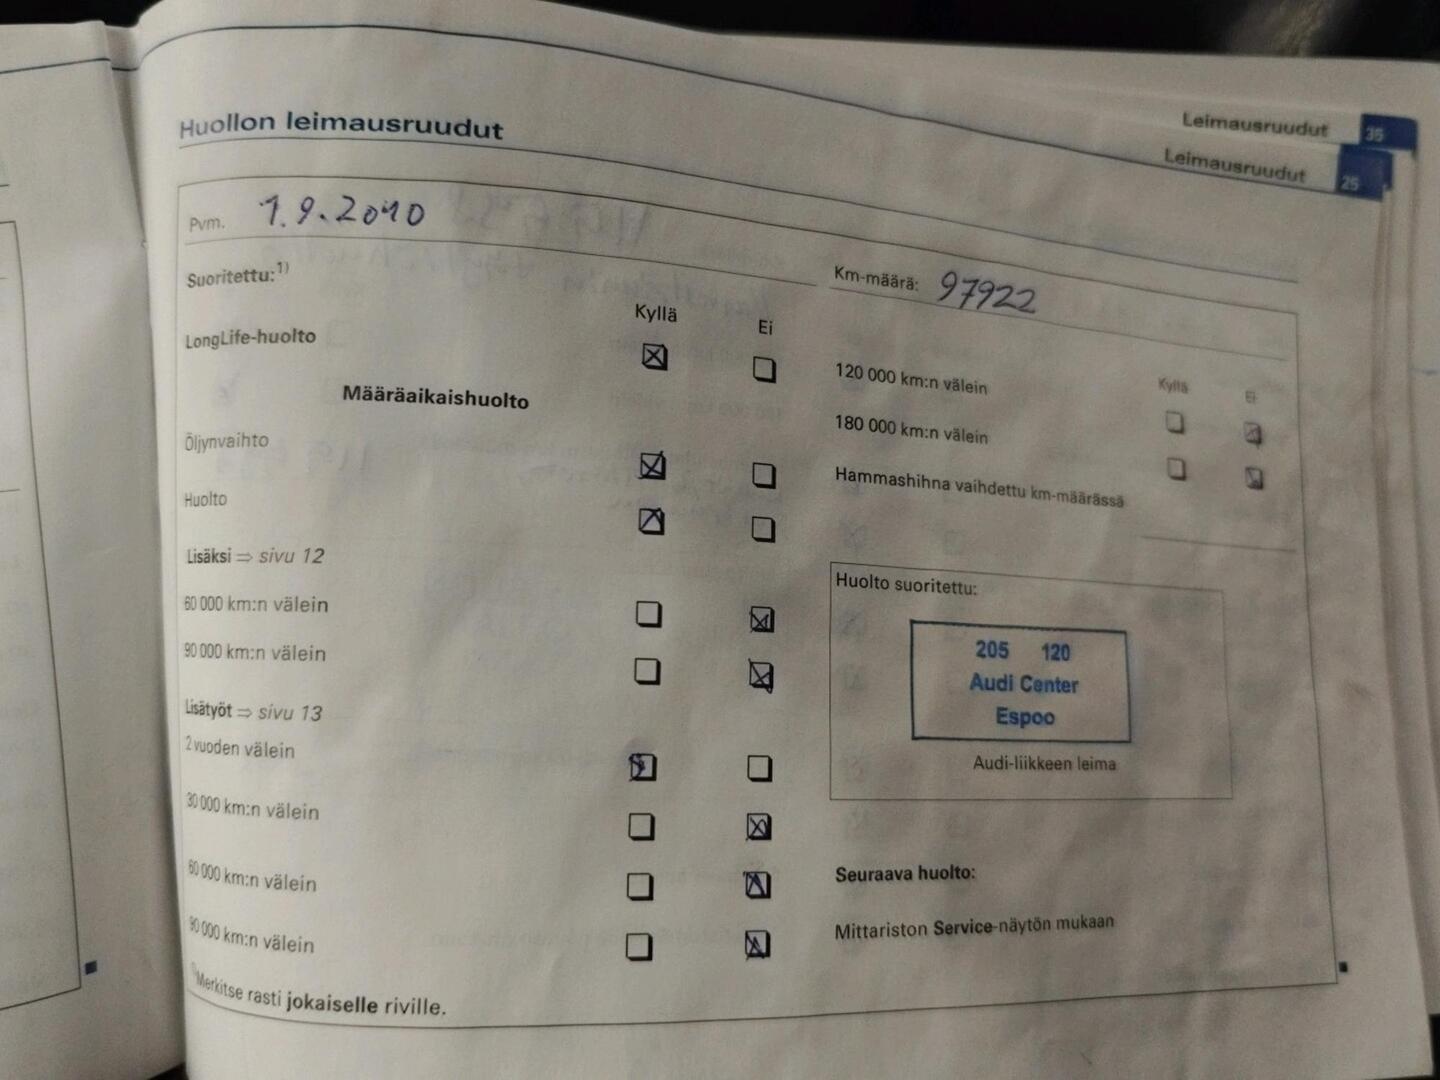 Leimausruudut 35
Leimausruudut 25
Huollon leimausruudut
Pvm. 1.9.2010
Suoritettu:1)
Kyllä Ei
LongLife-huolto
Määräaikaishuolto
Öljynvaihto
Huolto
Lisäksi ⇒ sivu 12
60 000 km:n välein
90 000 km:n välein
Lisätyöt ⇒ sivu 13
2 vuoden välein
30 000 km:n välein
60 000 km:n välein
90 000 km:n välein
1)Merkitse rasti jokaiselle riville.
Km-määrä: 97922
Kyllä Ei
120 000 km:n välein
180 000 km:n välein
Hammashihna vaihdettu km-määrässä
Huolto suoritettu:
205 120
Audi Center
Espoo
Audi-liikkeen leima
Seuraava huolto:
Mittariston Service-näytön mukaan